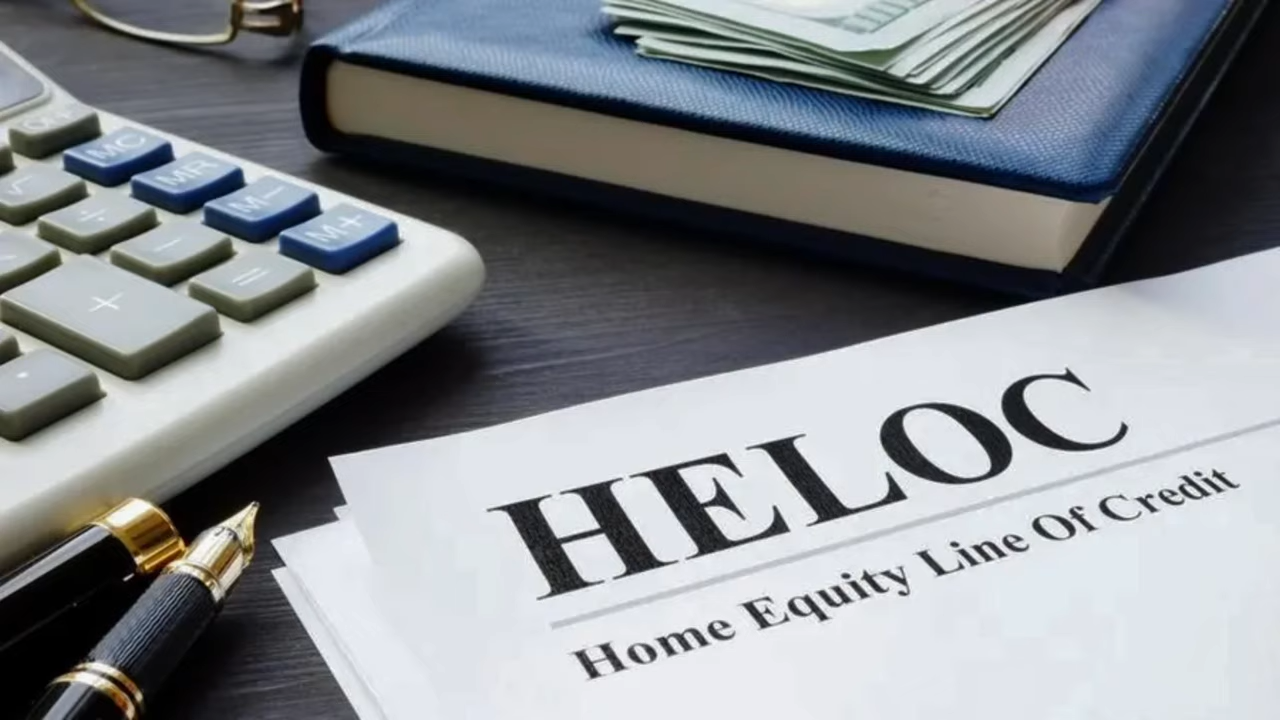 MC
MR
M−
M+
√
÷
−
+
=
·
HELOC
Home Equity Line Of Credit